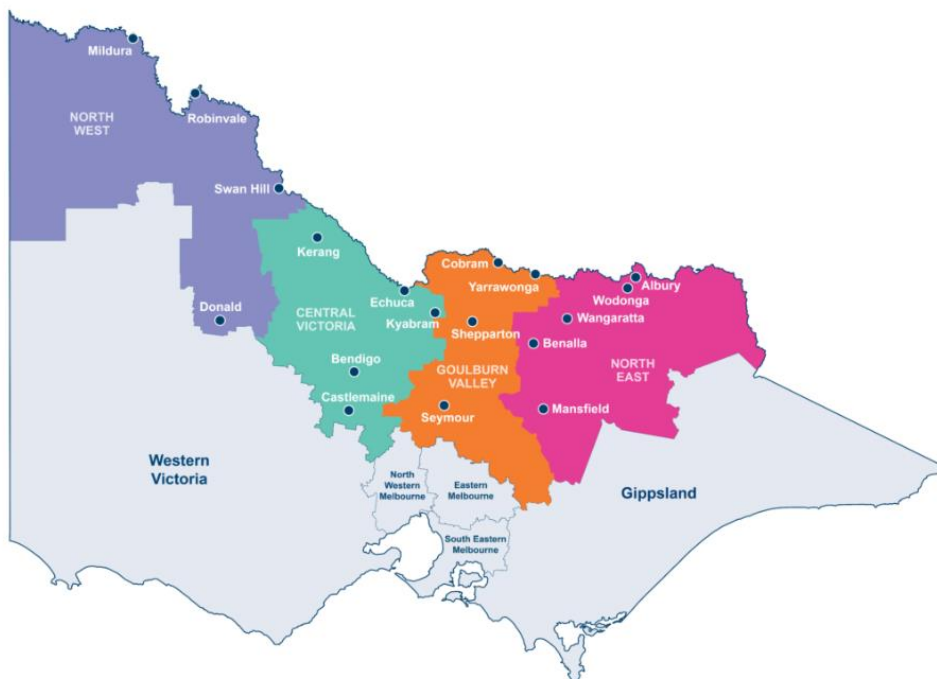 Mildura
Robinvale
NORTH
WEST
Swan Hill
Kerang
Cobram
Yarrawonga
Albury
Wodonga
Echuca
Kyabram
Donald
CENTRAL
VICTORIA
Shepparton
Wangaratta
Benalla
Bendigo
GOULBURN
VALLEY
NORTH
EAST
Castlemaine
Seymour
Mansfield
Western
Victoria
North
Western
Melbourne
Eastern
Melbourne
Gippsland
South Eastern
Melbourne